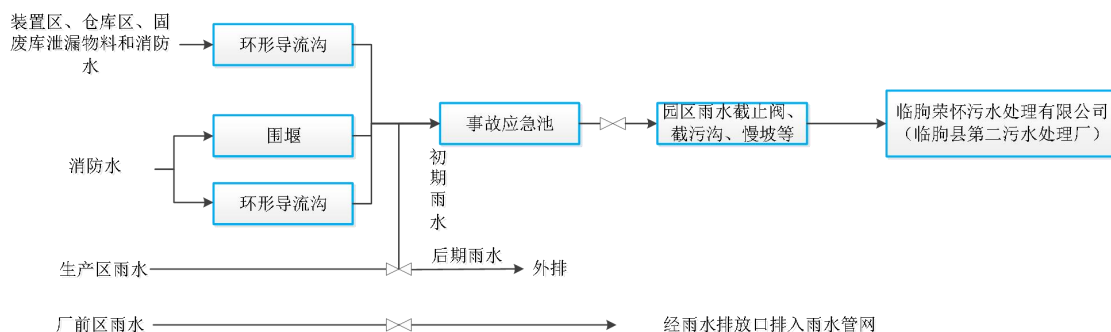 装置区、仓库区、固
废库泄漏物料和消防
水
环形导流沟
围堰
消防水
环形导流沟
事故应急池
园区雨水截止阀、
截污沟、慢坡等
临朐荣怀污水处理有限公司
（临朐县第二污水处理厂）
初
期
雨
水
生产区雨水
后期雨水
外排
厂前区雨水
经雨水排放口排入雨水管网